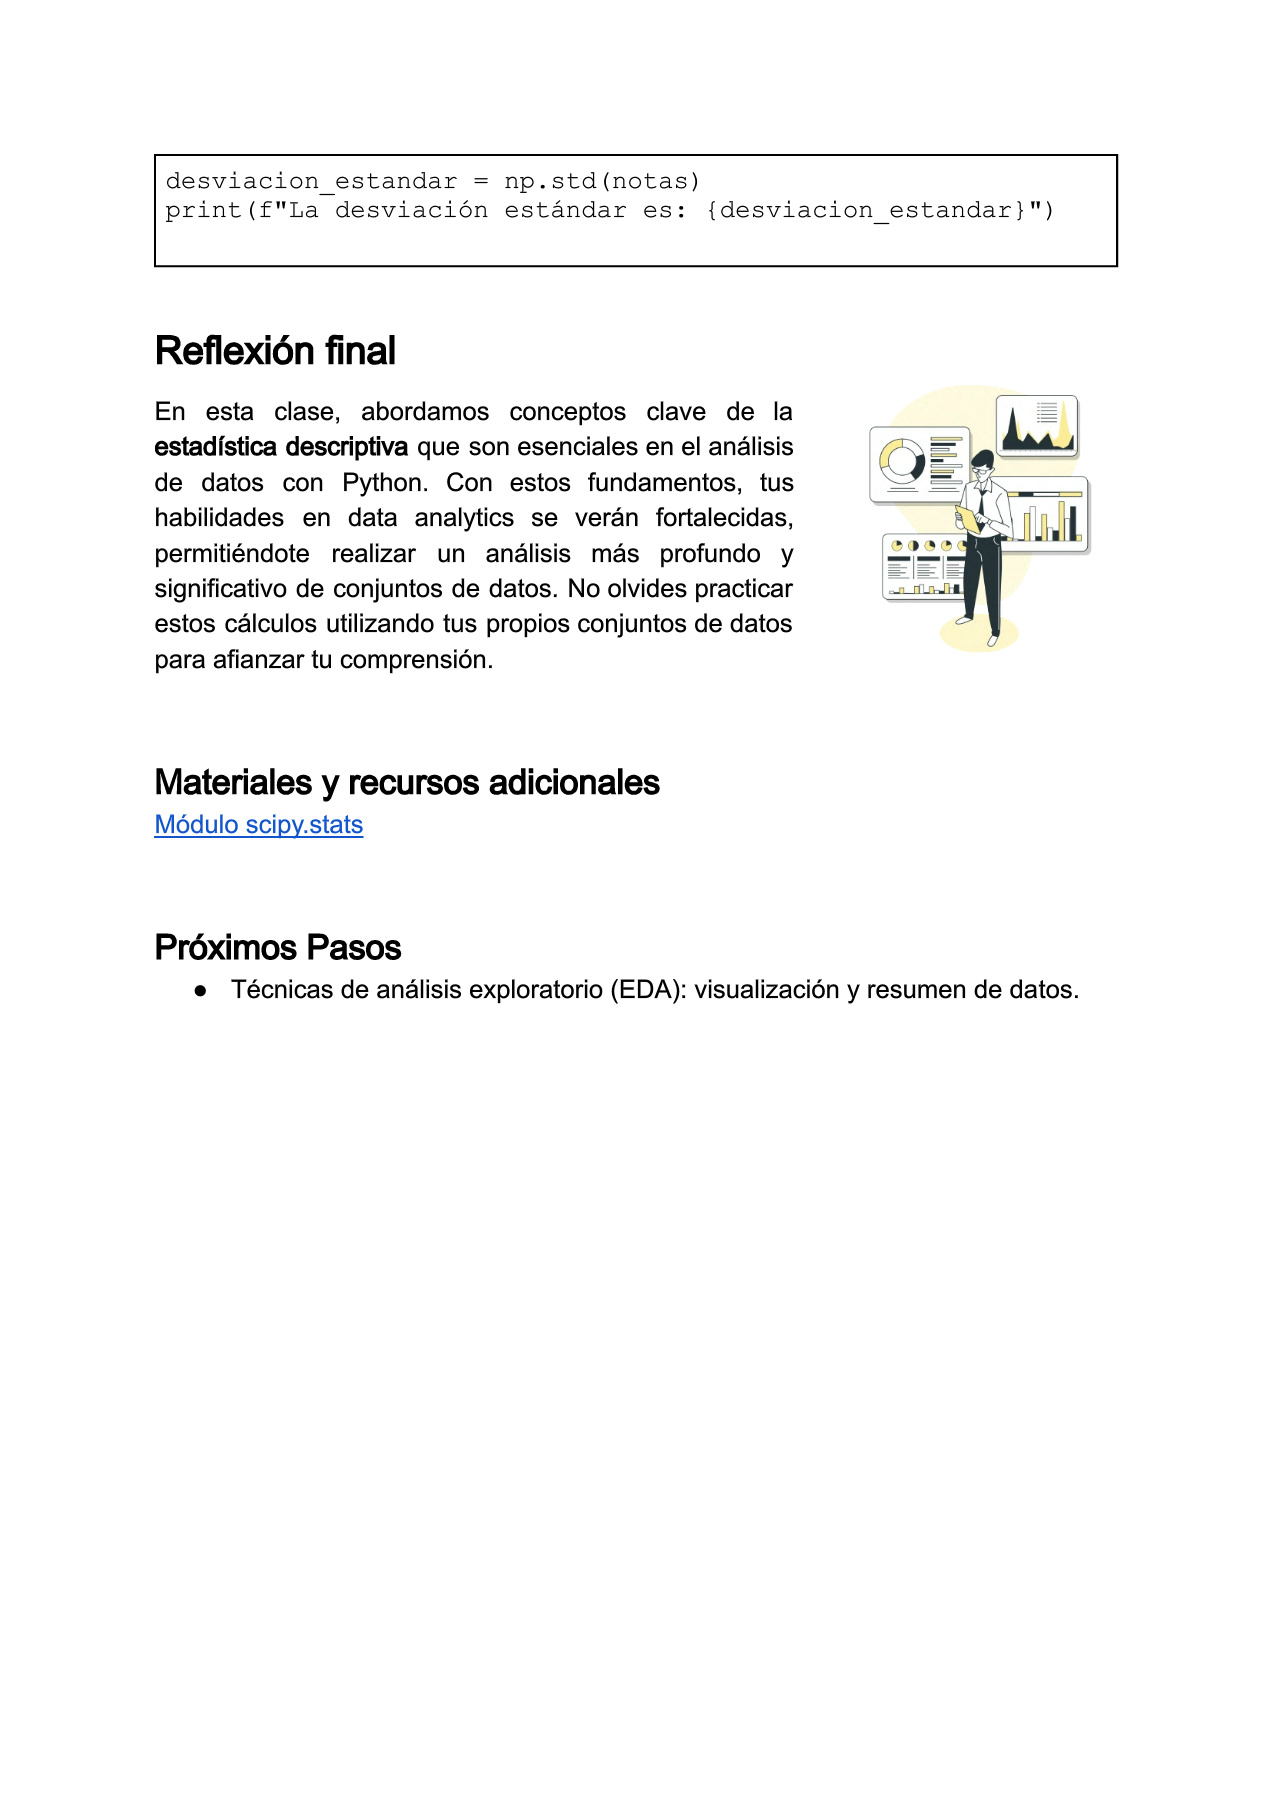 desviacion_estandar = np.std(notas)
print(f"La desviación estándar es: {desviacion_estandar}")
Reflexión final
En esta clase, abordamos conceptos clave de la
estadística descriptiva que son esenciales en el análisis
de datos con Python. Con estos fundamentos, tus
habilidades en data analytics se verán fortalecidas,
permitiéndote realizar un análisis más profundo y
significativo de conjuntos de datos. No olvides practicar
estos cálculos utilizando tus propios conjuntos de datos
para afianzar tu comprensión.
Materiales y recursos adicionales
Módulo scipy.stats
Próximos Pasos
● Técnicas de análisis exploratorio (EDA): visualización y resumen de datos.